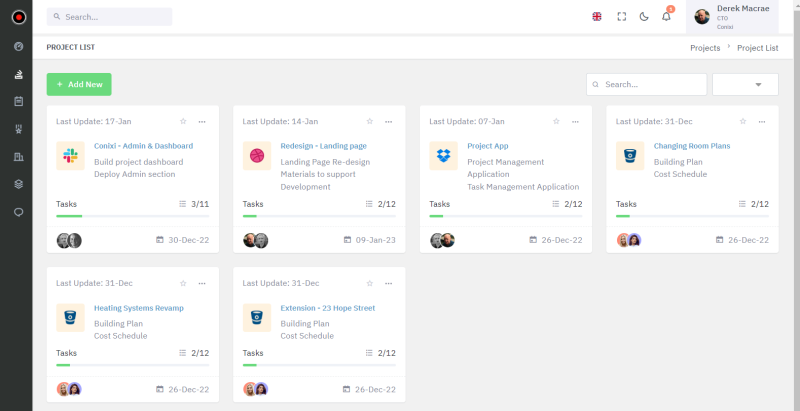 Search...
5
Derek Macrae
CTO
Conixi
PROJECT LIST
Projects › Project List
+ Add New
Search...
Last Update: 17-Jan
Conixi - Admin & Dashboard
Build project dashboard
Deploy Admin section
Tasks 3/11
30-Dec-22
Last Update: 14-Jan
Redesign - Landing page
Landing Page Re-design
Materials to support
Development
Tasks 2/12
09-Jan-23
Last Update: 07-Jan
Project App
Project Management
Application
Task Management Application
Tasks 2/12
26-Dec-22
Last Update: 31-Dec
Changing Room Plans
Building Plan
Cost Schedule
Tasks 2/12
26-Dec-22
Last Update: 31-Dec
Heating Systems Revamp
Building Plan
Cost Schedule
Tasks 2/12
26-Dec-22
Last Update: 31-Dec
Extension - 23 Hope Street
Building Plan
Cost Schedule
Tasks 2/12
26-Dec-22